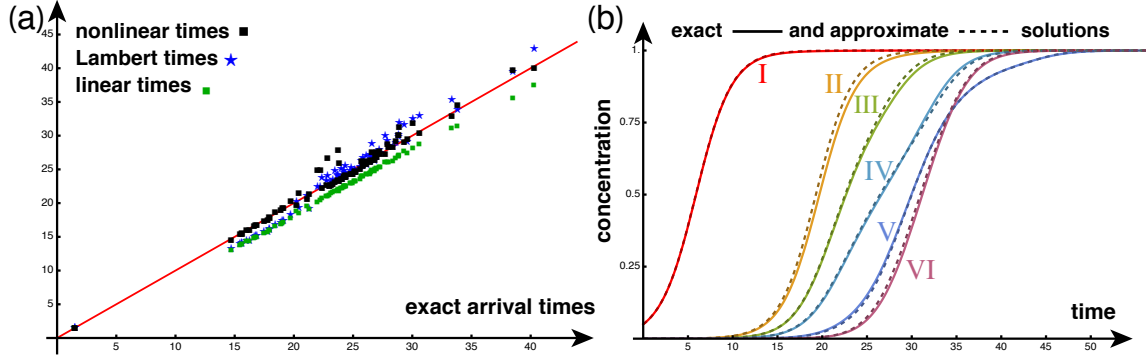 (a)
nonlinear times
Lambert times
linear times
45
40
35
30
25
20
15
10
5
5 10 15 20 25 30 35 40
exact arrival times
(b)
exact and approximate solutions
1.
0.75
0.5
0.25
concentration
I
II
III
IV
V
VI
time
5 10 15 20 25 30 35 40 45 50